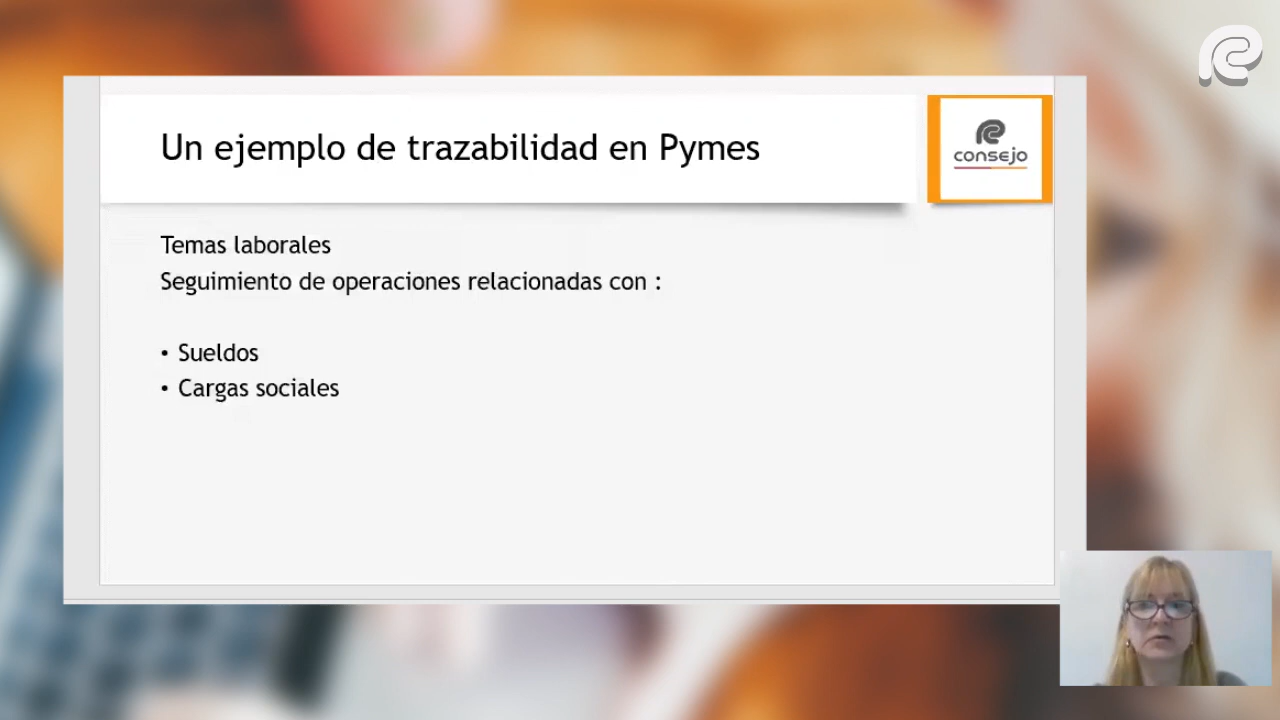 Un ejemplo de trazabilidad en Pymes
consejo
Temas laborales
Seguimiento de operaciones relacionadas con :
• Sueldos
• Cargas sociales